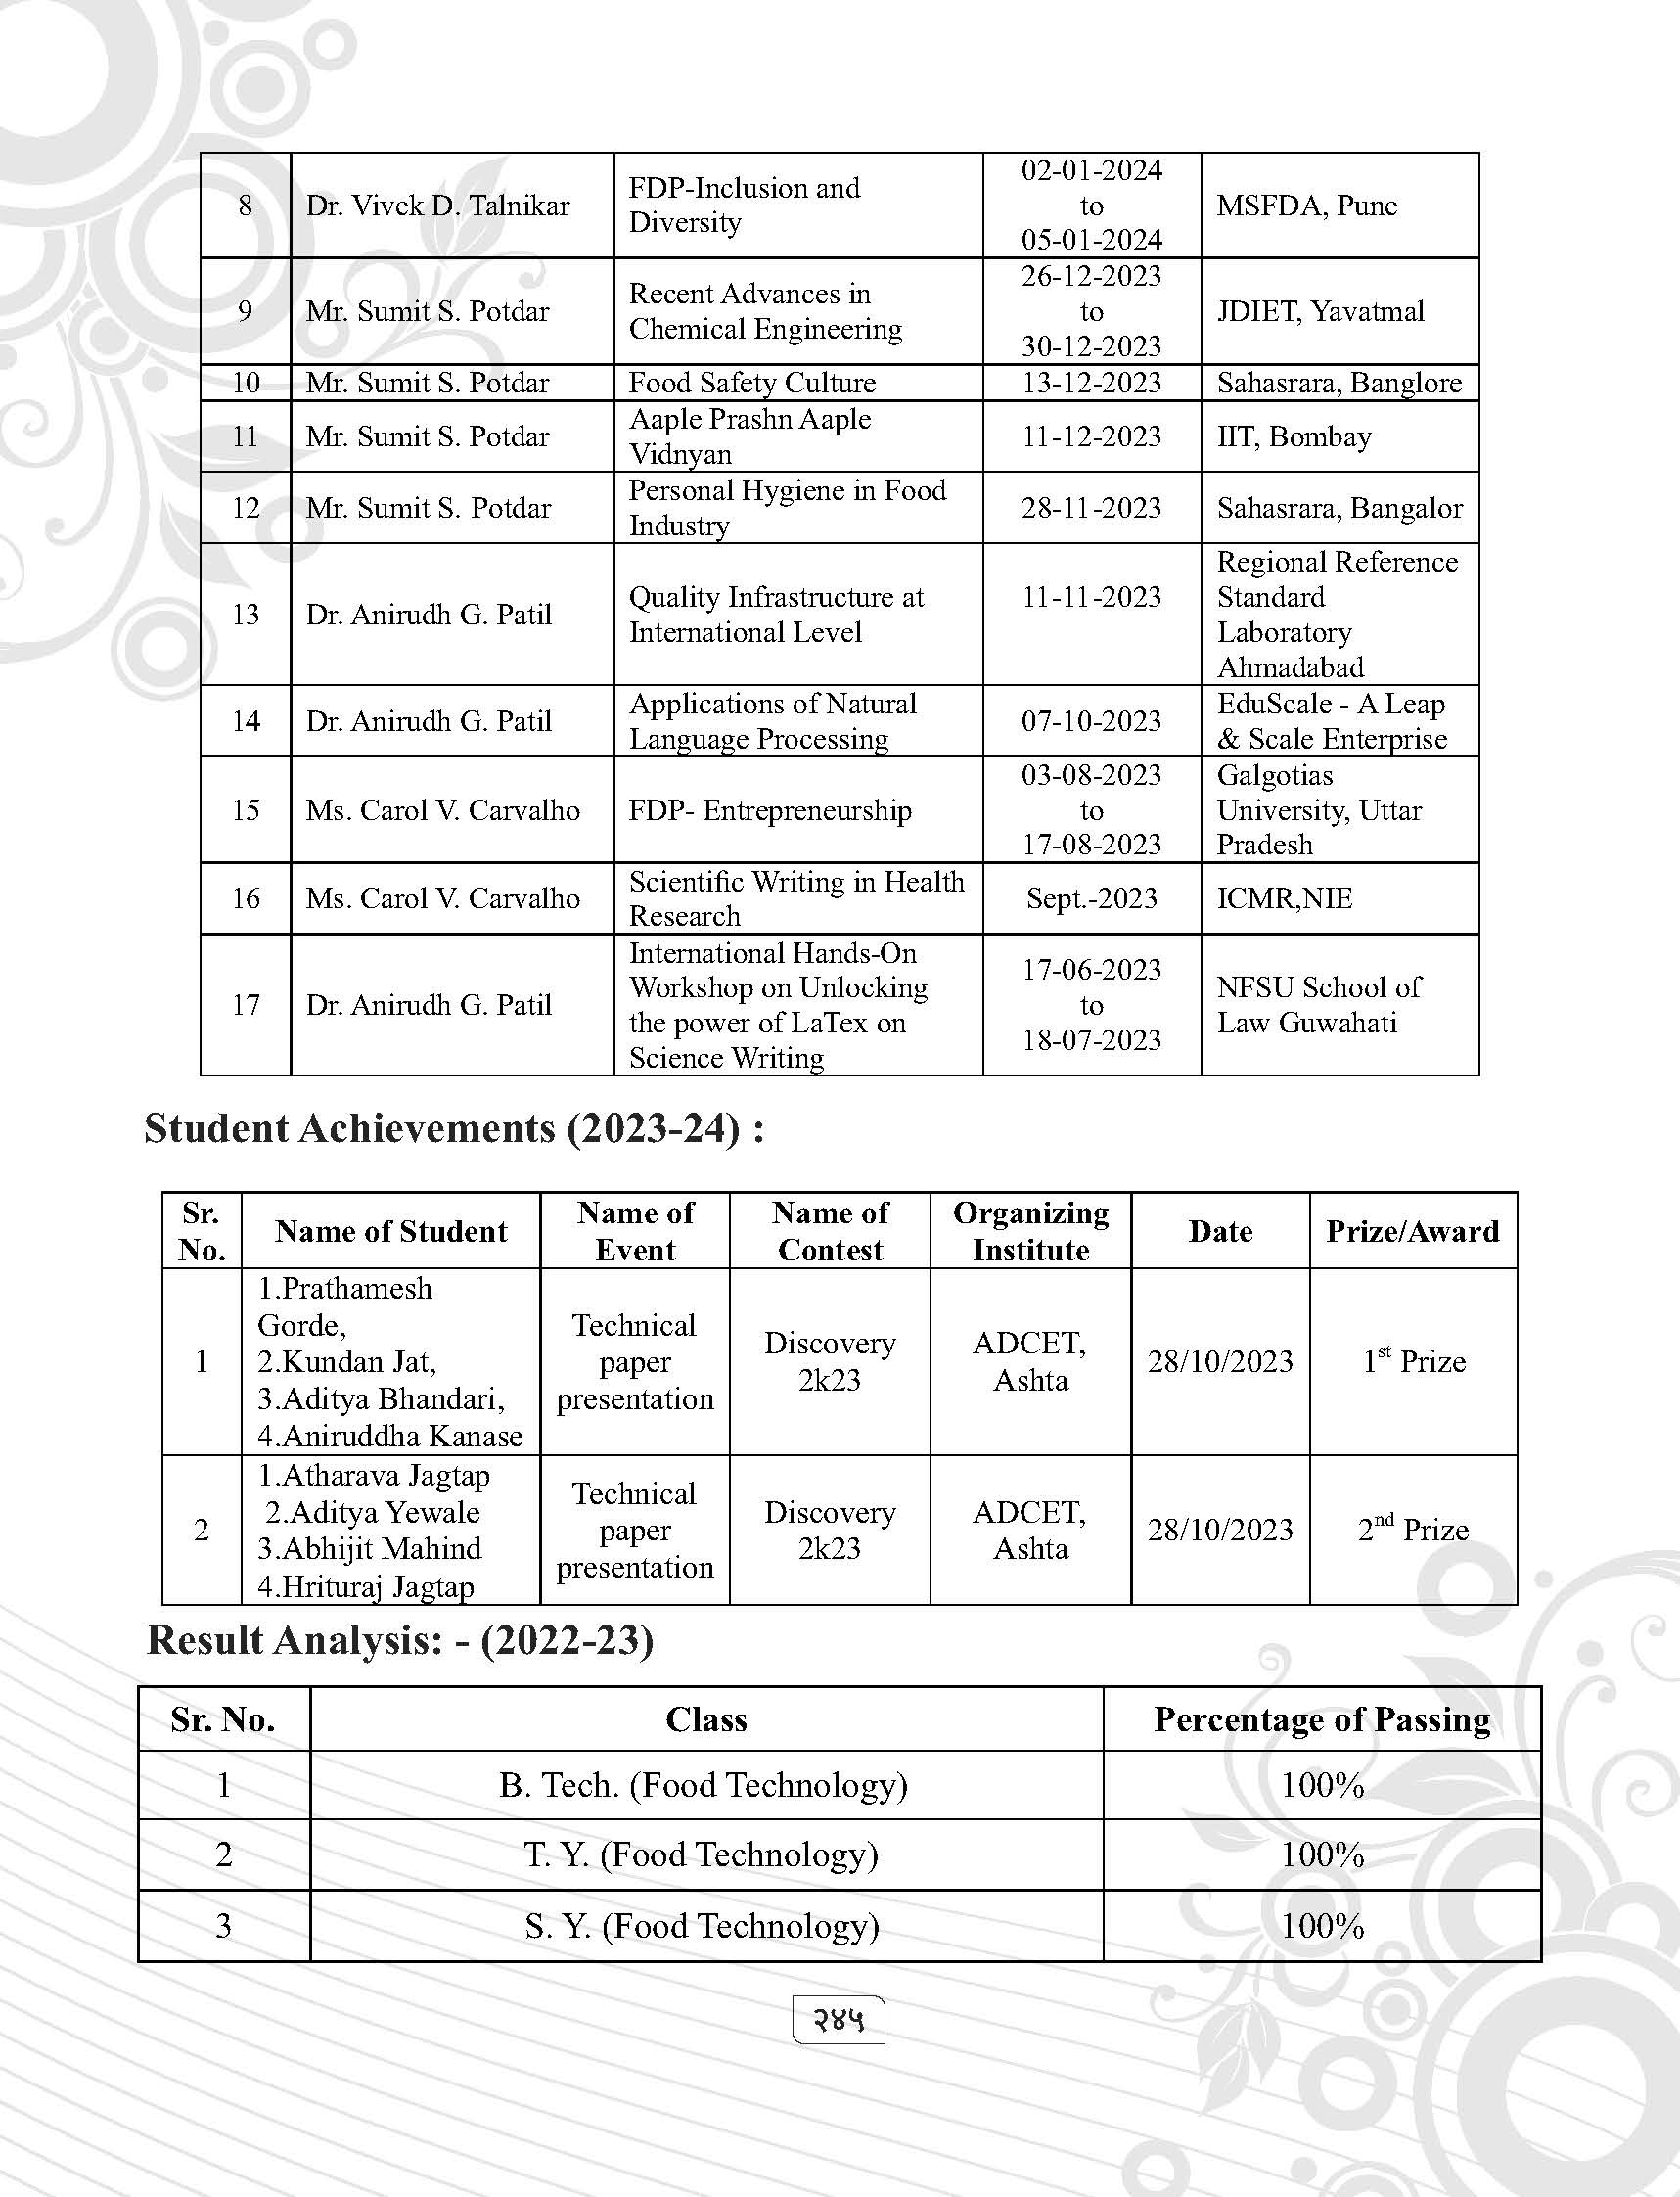 8 Dr. Vivek D. Talnikar FDP-Inclusion and Diversity 02-01-2024 to 05-01-2024 MSFDA, Pune
9 Mr. Sumit S. Potdar Recent Advances in Chemical Engineering 26-12-2023 to 30-12-2023 JDIET, Yavatmal
10 Mr. Sumit S. Potdar Food Safety Culture 13-12-2023 Sahasrara, Banglore
11 Mr. Sumit S. Potdar Aaple Prashn Aaple Vidnyan 11-12-2023 IIT, Bombay
12 Mr. Sumit S. Potdar Personal Hygiene in Food Industry 28-11-2023 Sahasrara, Bangalor
13 Dr. Anirudh G. Patil Quality Infrastructure at International Level 11-11-2023 Regional Reference Standard Laboratory Ahmadabad
14 Dr. Anirudh G. Patil Applications of Natural Language Processing 07-10-2023 EduScale - A Leap & Scale Enterprise
15 Ms. Carol V. Carvalho FDP- Entrepreneurship 03-08-2023 to 17-08-2023 Galgotias University, Uttar Pradesh
16 Ms. Carol V. Carvalho Scientific Writing in Health Research Sept.-2023 ICMR,NIE
17 Dr. Anirudh G. Patil International Hands-On Workshop on Unlocking the power of LaTex on Science Writing 17-06-2023 to 18-07-2023 NFSU School of Law Guwahati
Student Achievements (2023-24) :
Sr. No. Name of Student Name of Event Name of Contest Organizing Institute Date Prize/Award
1 1.Prathamesh Gorde, 2.Kundan Jat, 3.Aditya Bhandari, 4.Aniruddha Kanase Technical paper presentation Discovery 2k23 ADCET, Ashta 28/10/2023 1st Prize
2 1.Atharava Jagtap 2.Aditya Yewale 3.Abhijit Mahind 4.Hrituraj Jagtap Technical paper presentation Discovery 2k23 ADCET, Ashta 28/10/2023 2nd Prize
Result Analysis: - (2022-23)
Sr. No. Class Percentage of Passing
1 B. Tech. (Food Technology) 100%
2 T. Y. (Food Technology) 100%
3 S. Y. (Food Technology) 100%
२४५